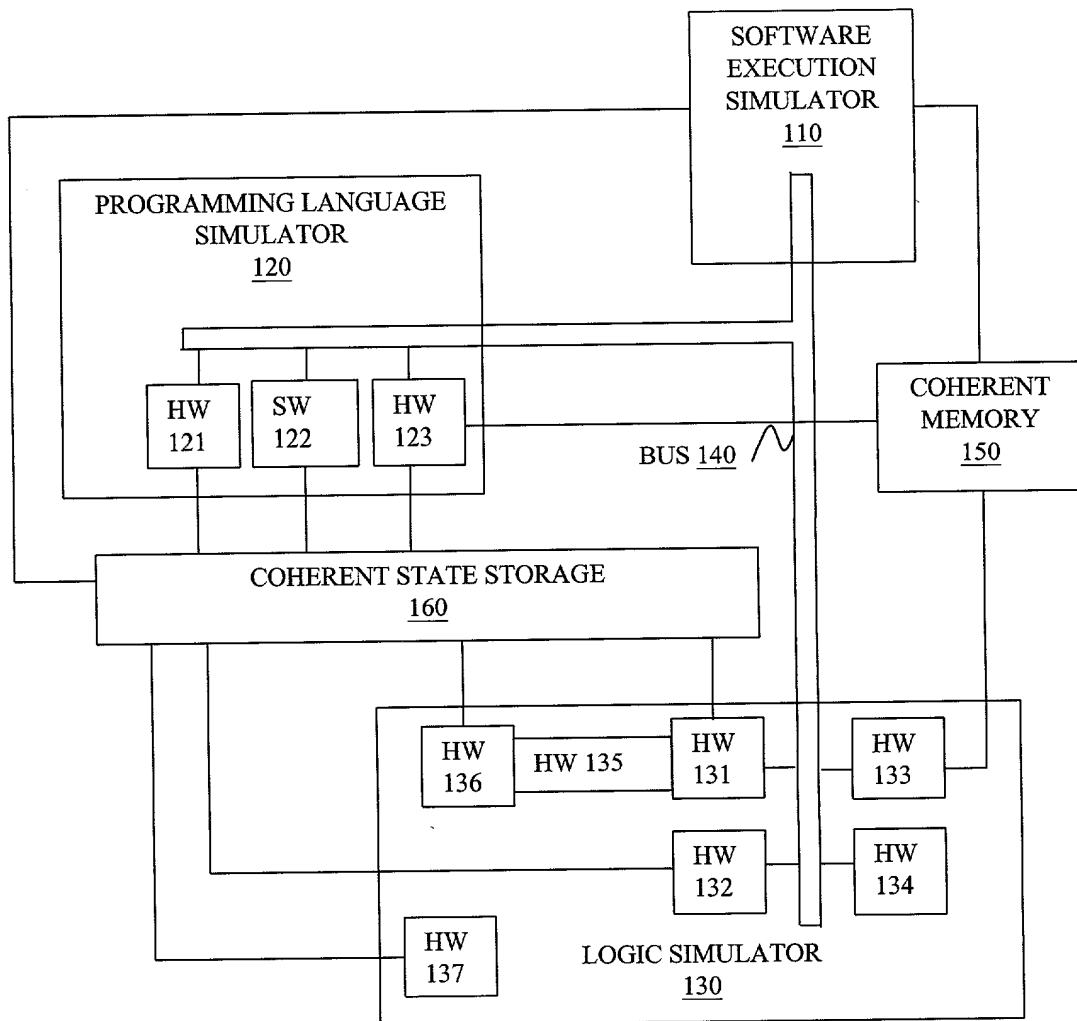 SOFTWARE
EXECUTION
SIMULATOR
110
PROGRAMMING LANGUAGE
SIMULATOR
120
HW
121
SW
122
HW
123
BUS 140
COHERENT
MEMORY
150
COHERENT STATE STORAGE
160
HW
136
HW 135
HW
131
HW
133
HW
132
HW
134
HW
137
LOGIC SIMULATOR
130